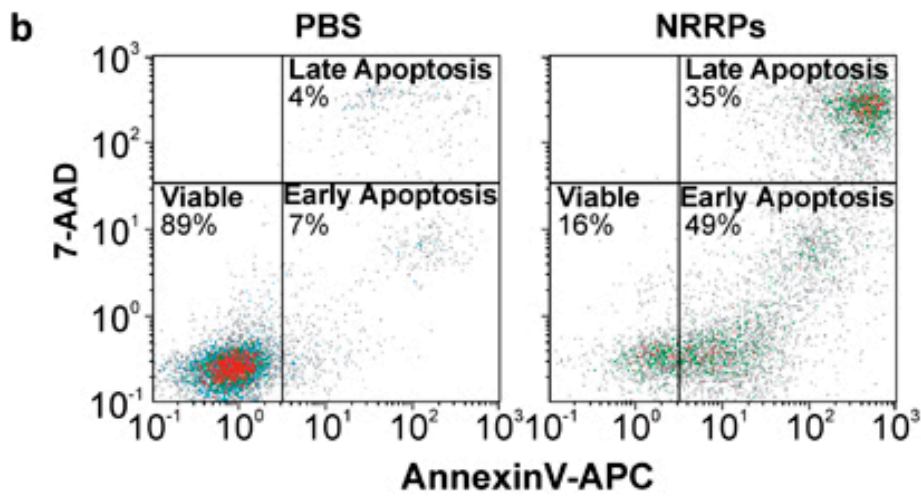 b
PBS
NRRPs
10³
10²
10¹
10⁰
10⁻¹
7-AAD
Late Apoptosis
4%
Viable
89%
Early Apoptosis
7%
10⁻¹ 10⁰ 10¹ 10² 10³
Late Apoptosis
35%
Viable
16%
Early Apoptosis
49%
10⁻¹ 10⁰ 10¹ 10² 10³
AnnexinV-APC